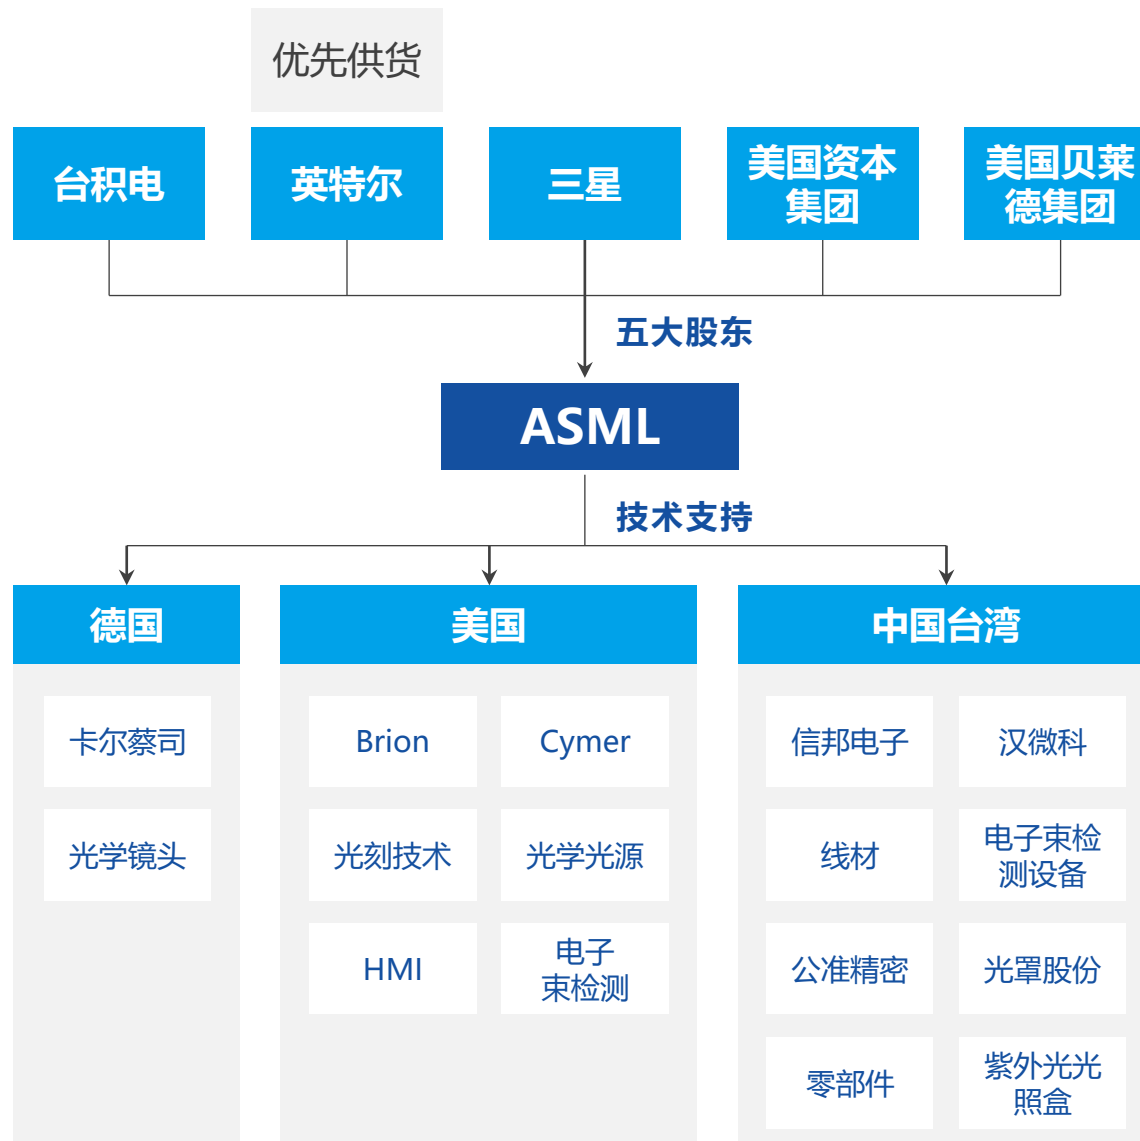 优先供货
台积电
英特尔
三星
美国资本
集团
美国贝莱
德集团
五大股东
ASML
技术支持
德国
美国
中国台湾
卡尔蔡司
光学镜头
Brion
Cymer
光刻技术
光学光源
HMI
电子
束检测
信邦电子
汉微科
线材
电子束检
测设备
公准精密
光罩股份
零部件
紫外光光
照盒